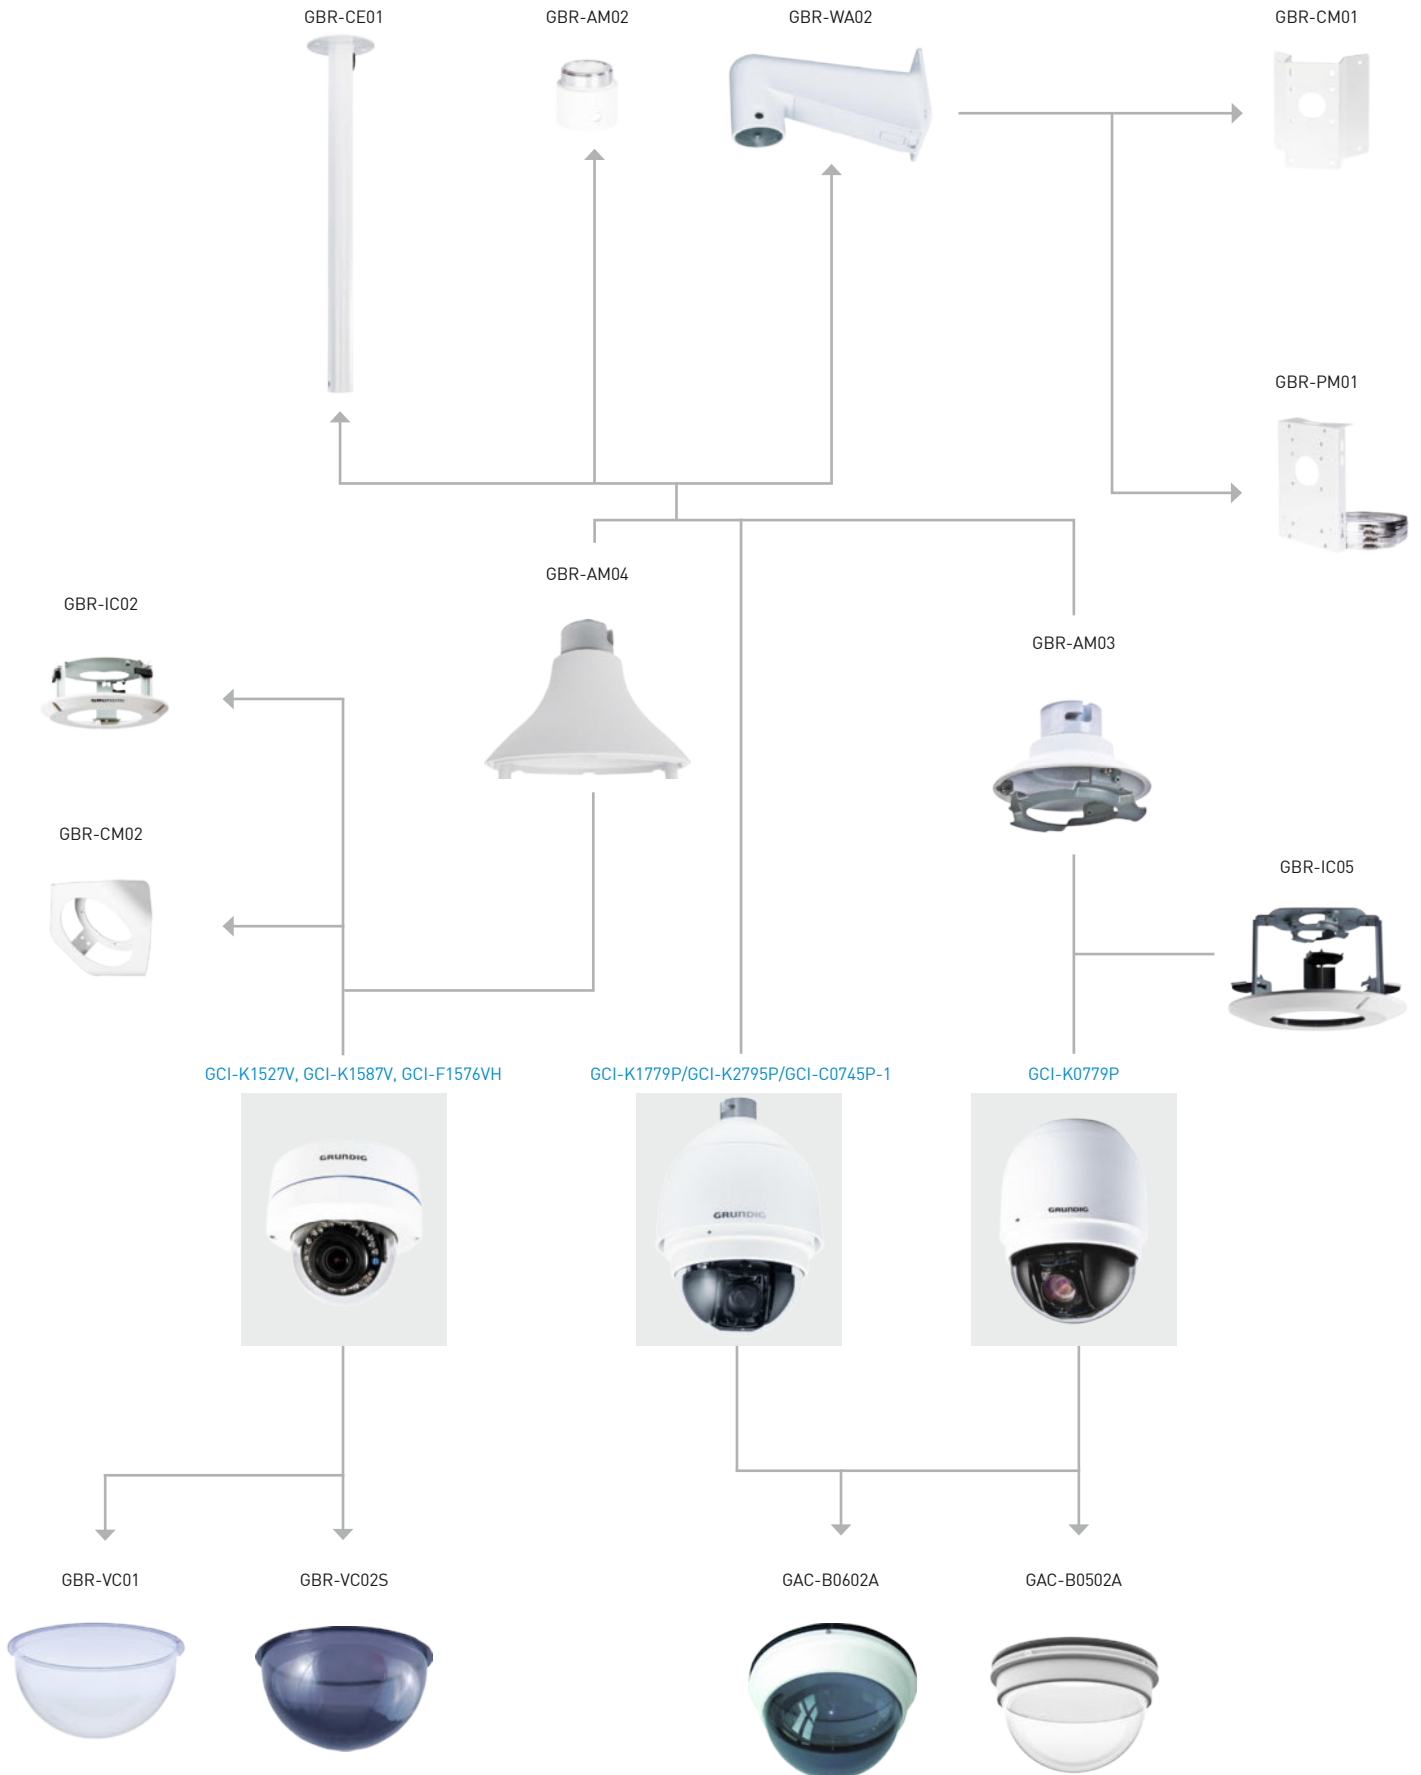 GBR-CE01
GBR-AM02
GBR-WA02
GBR-CM01
GBR-PM01
GBR-AM04
GBR-IC02
GBR-AM03
GRUNDIG
GBR-CM02
GBR-IC05
GCI-K1527V, GCI-K1587V, GCI-F1576VH
GCI-K1779P/GCI-K2795P/GCI-C0745P-1
GCI-K0779P
GRUNDIG
GRUNDIG
GRUNDIG
GBR-VC01
GBR-VC02S
GAC-B0602A
GAC-B0502A